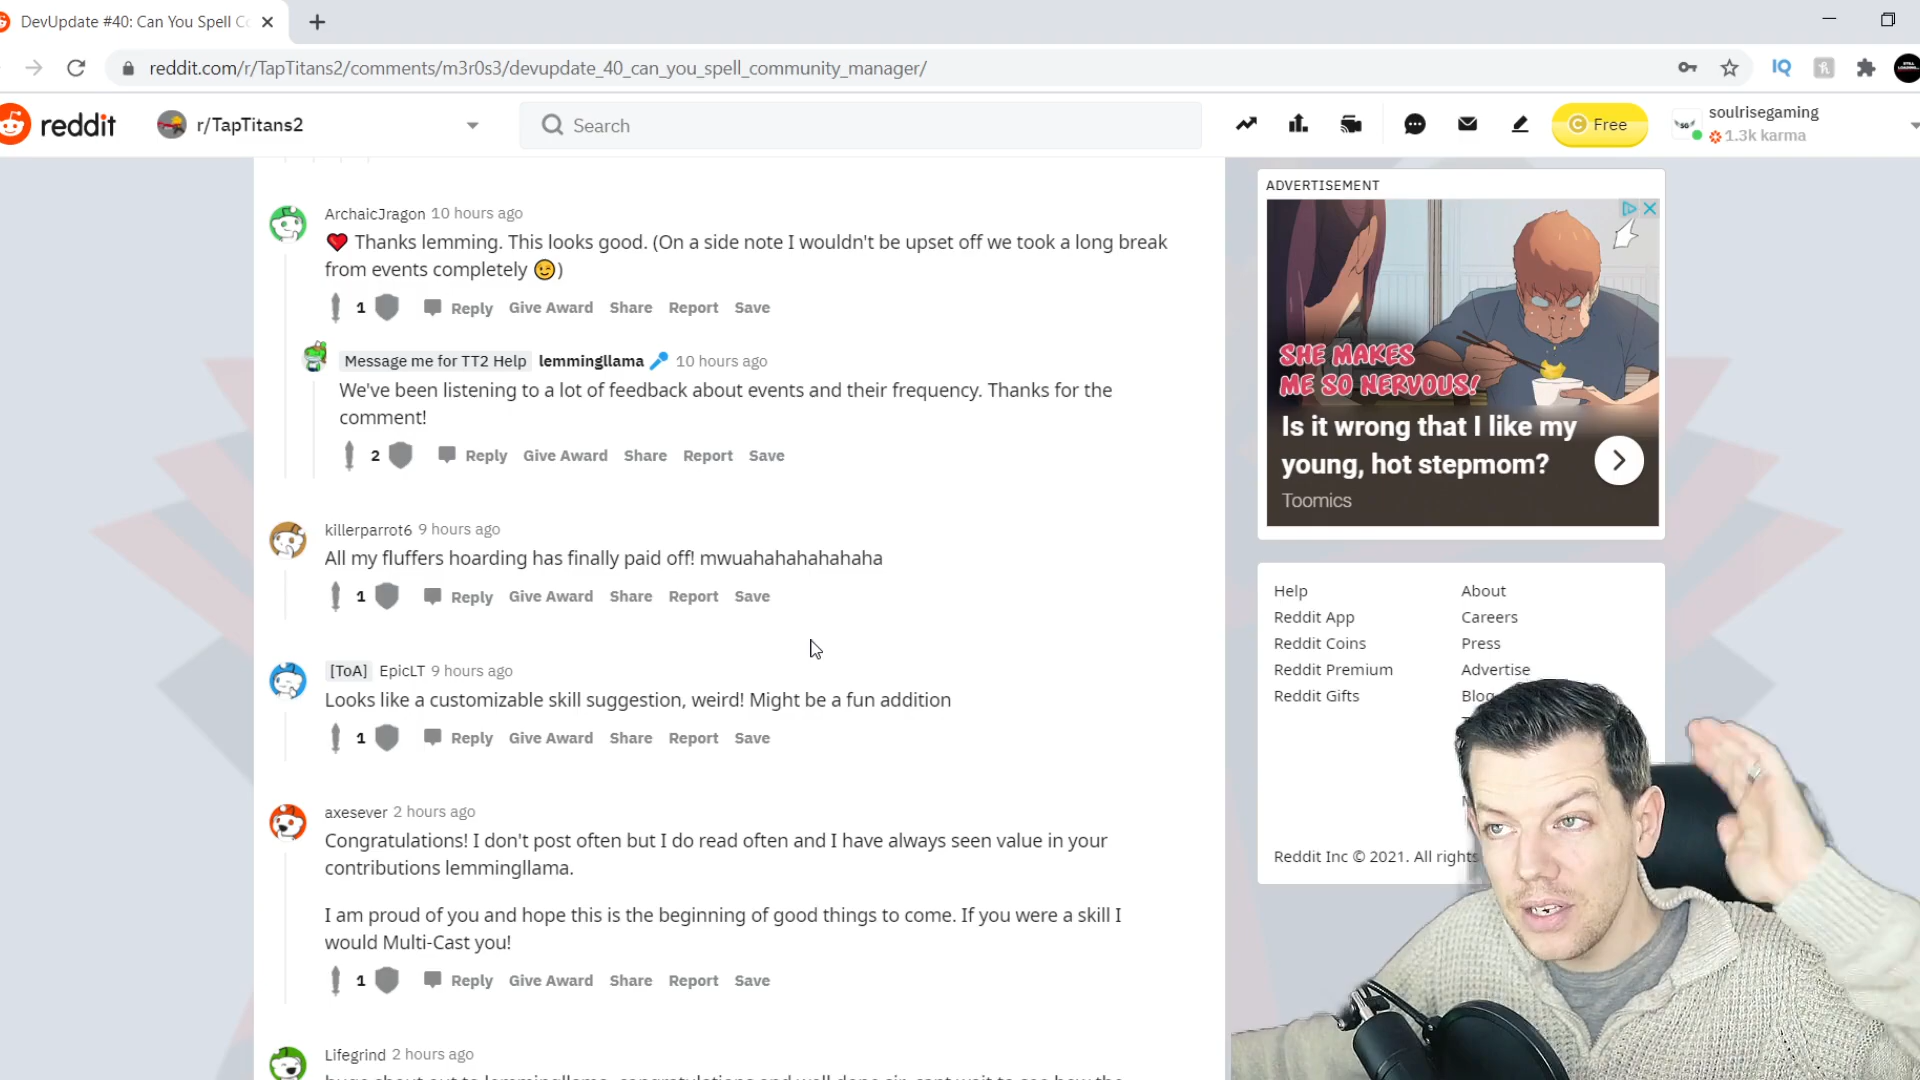 DevUpdate #40: Can You Spell Co
reddit.com/r/TapTitans2/comments/m3r0s3/devupdate_40_can_you_spell_community_manager/
IQ
reddit
r/TapTitans2
Search
Free
soulrisegaming
1.3k karma
ArchaicJragon 10 hours ago
Thanks lemming. This looks good. (On a side note I wouldn't be upset off we took a long break
from events completely 😉)
1 Reply Give Award Share Report Save
Message me for TT2 Help lemmingllama 10 hours ago
We've been listening to a lot of feedback about events and their frequency. Thanks for the
comment!
2 Reply Give Award Share Report Save
killerparrot6 9 hours ago
All my fluffers hoarding has finally paid off! mwuahahahahahaha
1 Reply Give Award Share Report Save
[ToA] EpicLT 9 hours ago
Looks like a customizable skill suggestion, weird! Might be a fun addition
1 Reply Give Award Share Report Save
axesever 2 hours ago
Congratulations! I don't post often but I do read often and I have always seen value in your
contributions lemmingllama.
I am proud of you and hope this is the beginning of good things to come. If you were a skill I
would Multi-Cast you!
1 Reply Give Award Share Report Save
Lifegrind 2 hours ago
ADVERTISEMENT
SHE MAKES
ME SO NERVOUS!
Is it wrong that I like my
young, hot stepmom?
Toomics
Help About
Reddit App Careers
Reddit Coins Press
Reddit Premium Advertise
Reddit Gifts Blog
Reddit Inc © 2021. All rights